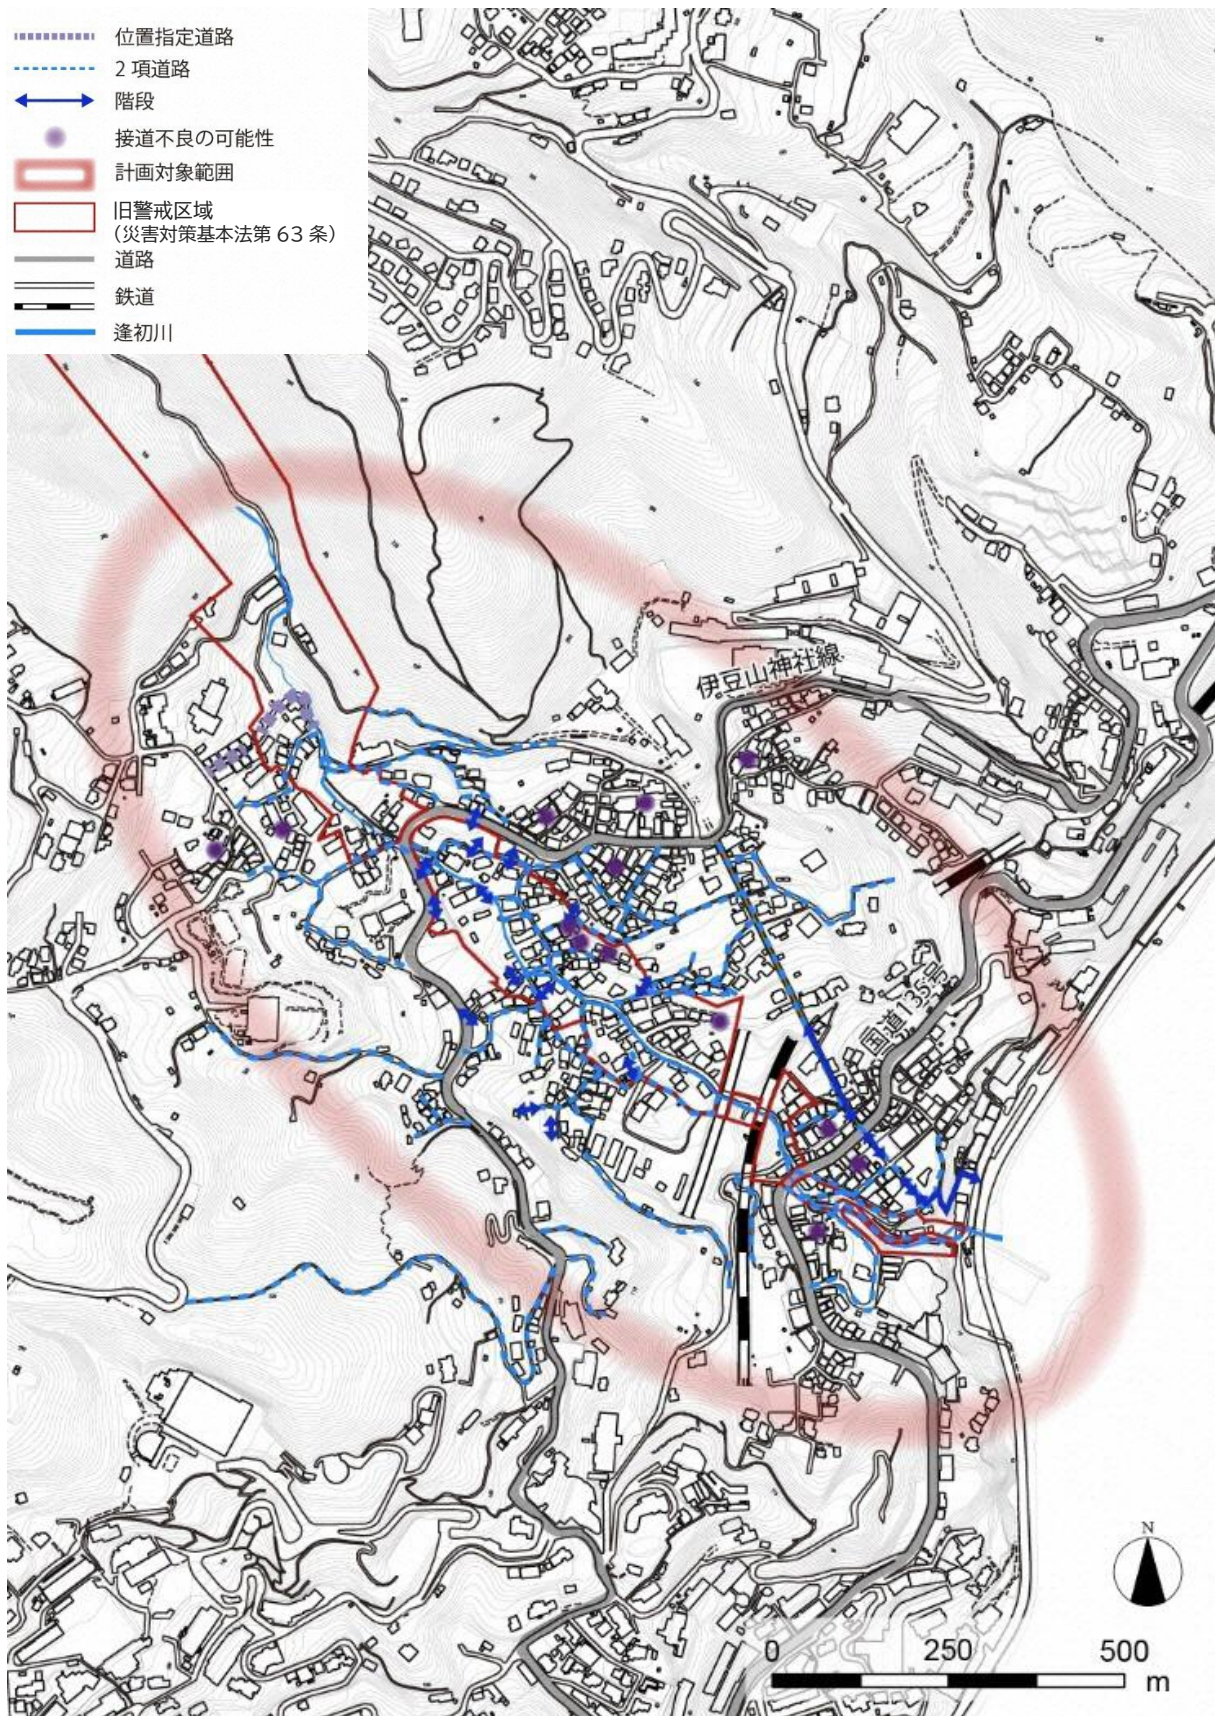 位置指定道路
2 項道路
階段
接道不良の可能性
計画対象範囲
旧警戒区域
(災害対策基本法第 63 条)
道路
鉄道
逢初川
伊豆山神社線
国道135号
N
0 250 500
m